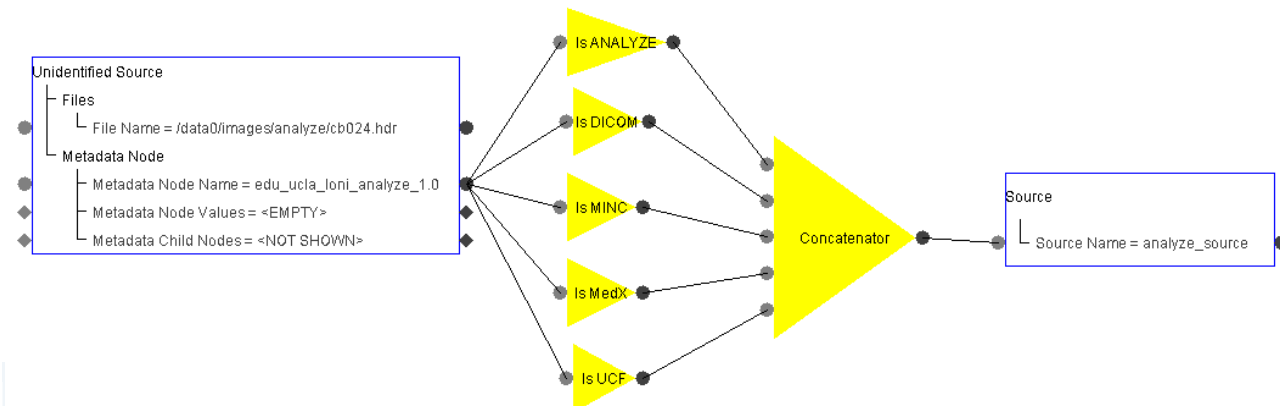 Unidentified Source
Files
File Name = /data0/images/analyze/cb024.hdr
Metadata Node
Metadata Node Name = edu_ucla_loni_analyze_1.0
Metadata Node Values = <EMPTY>
Metadata Child Nodes = <NOT SHOWN>
Is ANALYZE
Is DICOM
Is MINC
Is MedX
Is UCF
Concatenator
Source
Source Name = analyze_source